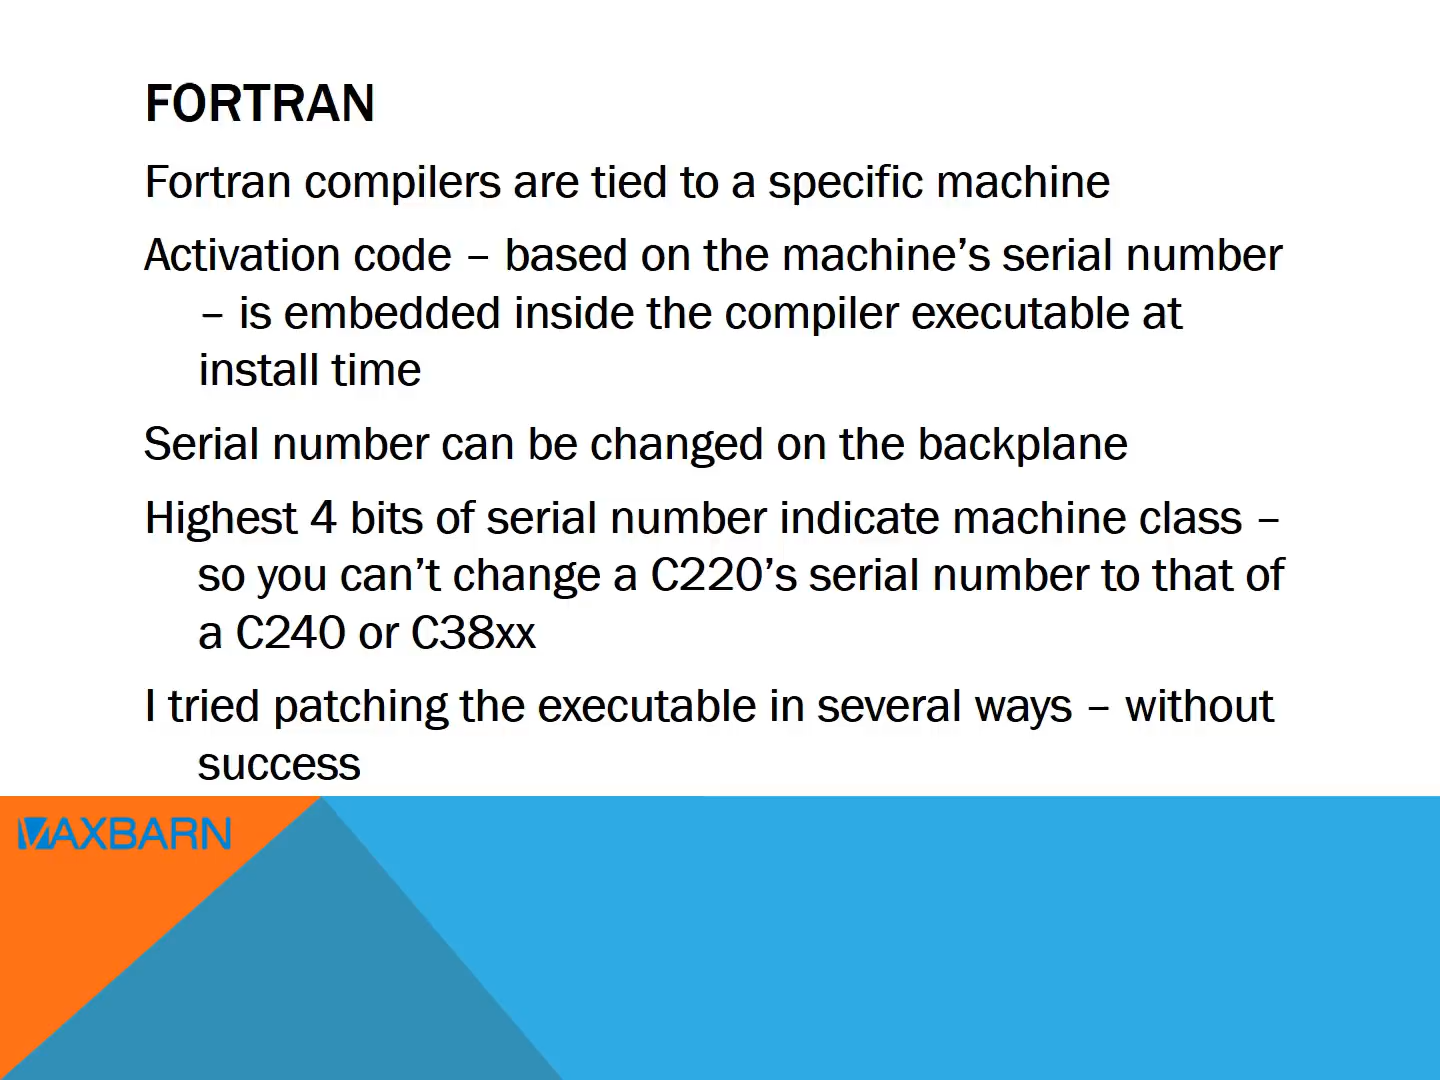 FORTRAN
Fortran compilers are tied to a specific machine
Activation code – based on the machine’s serial number
– is embedded inside the compiler executable at
install time
Serial number can be changed on the backplane
Highest 4 bits of serial number indicate machine class –
so you can’t change a C220’s serial number to that of
a C240 or C38xx
I tried patching the executable in several ways – without
success
VAXBARN